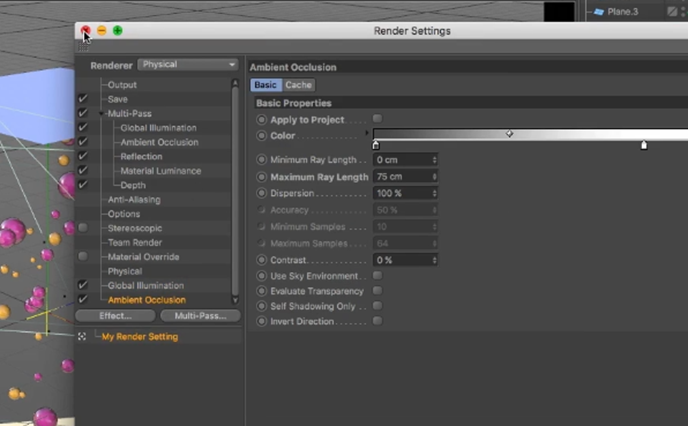 Plane.3
Render Settings
Renderer Physical
Output
Save
Multi-Pass
Global Illumination
Ambient Occlusion
Reflection
Material Luminance
Depth
Anti-Aliasing
Options
Stereoscopic
Team Render
Material Override
Physical
Global Illumination
Ambient Occlusion
Effect... Multi-Pass...
My Render Setting
Ambient Occlusion
Basic Cache
Basic Properties
Apply to Project
Color
Minimum Ray Length 0 cm
Maximum Ray Length 75 cm
Dispersion 100 %
Accuracy 50 %
Minimum Samples 10
Maximum Samples 64
Contrast 0 %
Use Sky Environment
Evaluate Transparency
Self Shadowing Only
Invert Direction